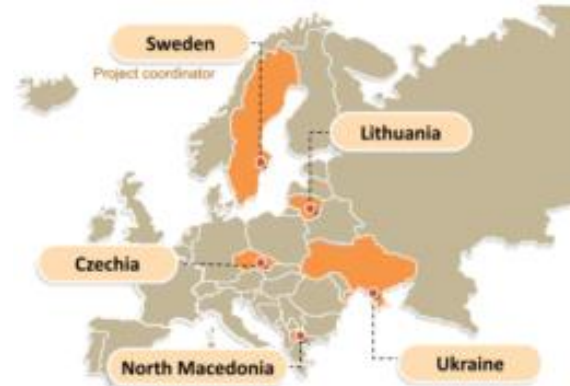 Sweden
Project coordinator
Lithuania
Czechia
North Macedonia
Ukraine